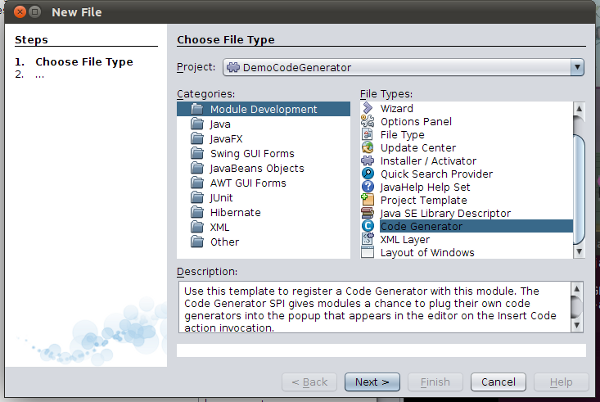 New File
Steps
1. Choose File Type
2. ...
Choose File Type
Project: DemoCodeGenerator
Categories:
Module Development
Java
JavaFX
Swing GUI Forms
JavaBeans Objects
AWT GUI Forms
JUnit
Hibernate
XML
Other
File Types:
Wizard
Options Panel
File Type
Update Center
Installer / Activator
Quick Search Provider
JavaHelp Help Set
Project Template
Java SE Library Descriptor
Code Generator
XML Layer
Layout of Windows
Description:
Use this template to register a Code Generator with this module. The
Code Generator SPI gives modules a chance to plug their own code
generators into the popup that appears in the editor on the Insert Code
action invocation.
< Back
Next >
Finish
Cancel
Help